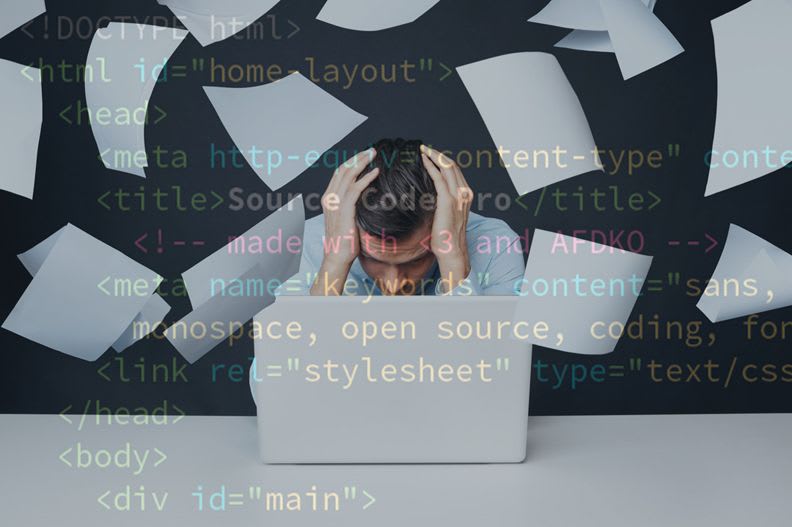 <!DOCTYPE html>
<html id="home-layout">
<head>
<meta http-equiv="content-type" conte
<title>Source Code Pro</title>
<!-- made with <3 and AFDKO -->
<meta name="keywords" content="sans,
monospace, open source, coding, fon
<link rel="stylesheet" type="text/css
</head>
<body>
<div id="main">